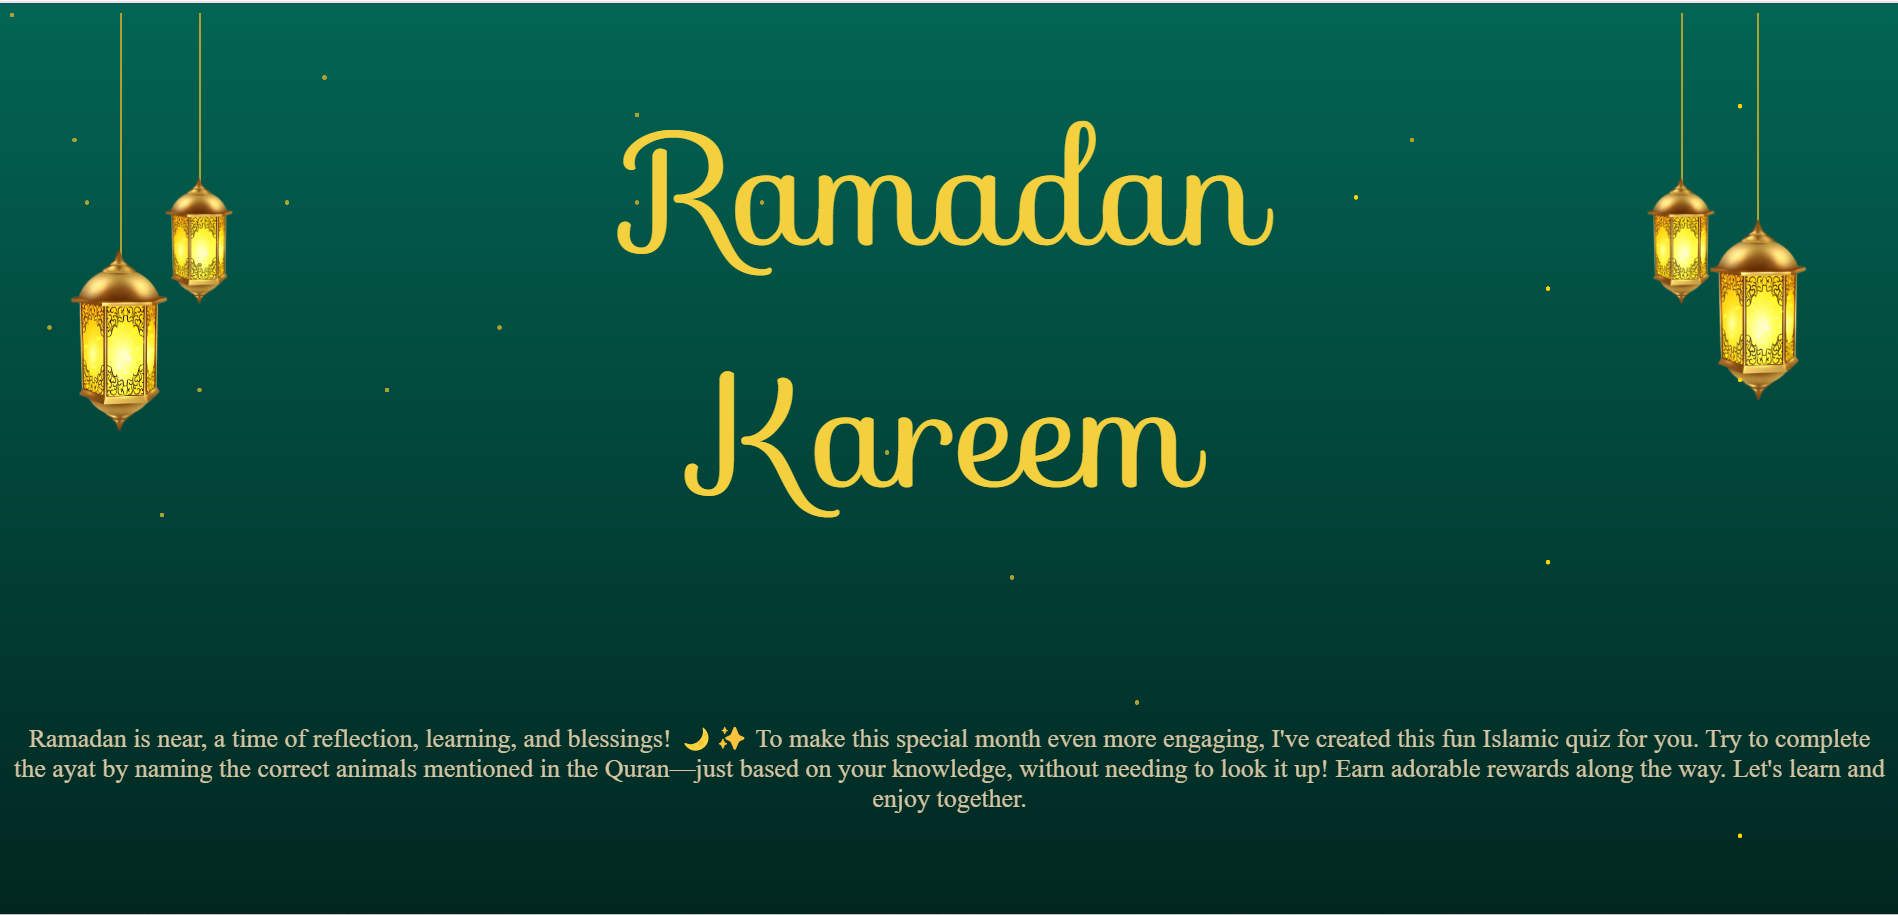 Ramadan
Kareem
Ramadan is near, a time of reflection, learning, and blessings! 🌙✨ To make this special month even more engaging, I've created this fun Islamic quiz for you. Try to complete
the ayat by naming the correct animals mentioned in the Quran—just based on your knowledge, without needing to look it up! Earn adorable rewards along the way. Let's learn and
enjoy together.